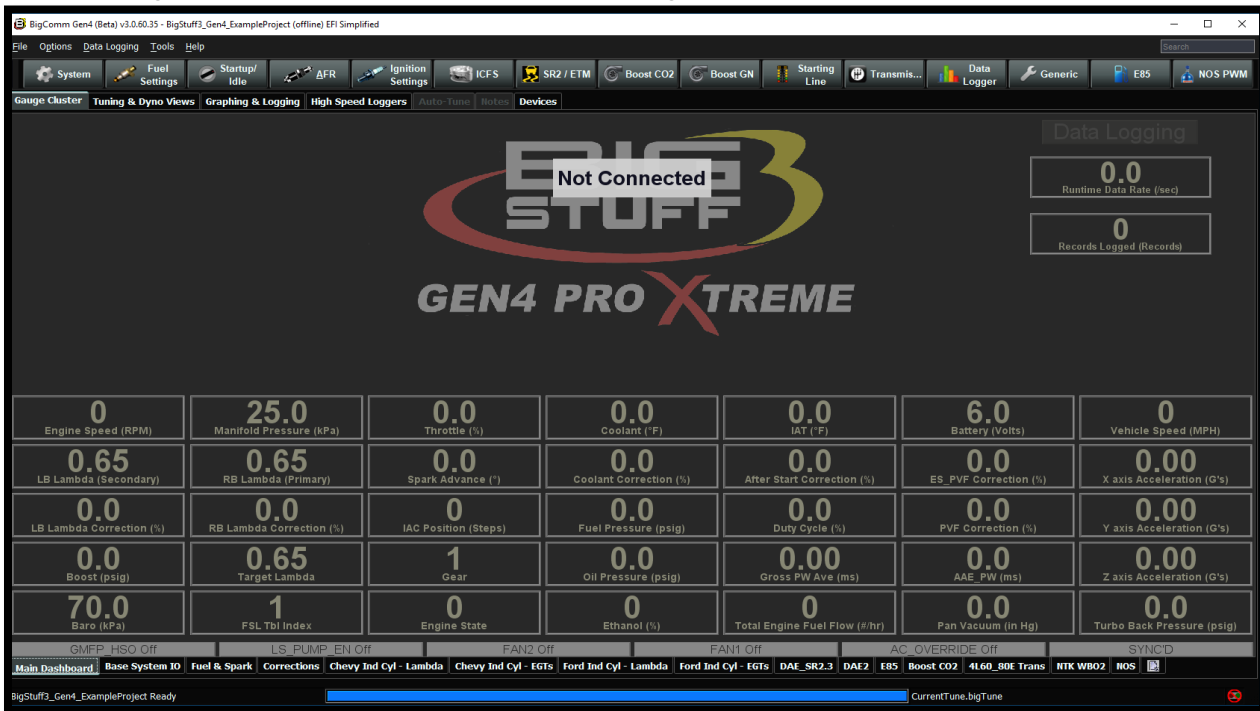 BigComm Gen4 (Beta) v3.0.60.35 - BigStuff3_Gen4_ExampleProject (offline) EFI Simplified
File Options Data Logging Tools Help
Search
System
Fuel Settings
Startup/ Idle
AFR
Ignition Settings
ICFS
SR2 / ETM
Boost CO2
Boost GN
Starting Line
Transmis...
Data Logger
Generic
E85
NOS PWM
Gauge Cluster Tuning & Dyno Views Graphing & Logging High Speed Loggers Auto-Tune Notes Devices
Data Logging
BIG 3
Not Connected
STUFF
0.0
Runtime Data Rate (/sec)
0
Records Logged (Records)
GEN4 PRO XTREME
0
Engine Speed (RPM)
25.0
Manifold Pressure (kPa)
0.0
Throttle (%)
0.0
Coolant (°F)
0.0
IAT (°F)
6.0
Battery (Volts)
0
Vehicle Speed (MPH)
0.65
LB Lambda (Secondary)
0.65
RB Lambda (Primary)
0.0
Spark Advance (°)
0.0
Coolant Correction (%)
0.0
After Start Correction (%)
0.0
ES_PVF Correction (%)
0.00
X axis Acceleration (G's)
0.0
LB Lambda Correction (%)
0.0
RB Lambda Correction (%)
0
IAC Position (Steps)
0.0
Fuel Pressure (psig)
0.0
Duty Cycle (%)
0.0
PVF Correction (%)
0.00
Y axis Acceleration (G's)
0.0
Boost (psig)
0.65
Target Lambda
1
Gear
0.0
Oil Pressure (psig)
0.00
Gross PW Ave (ms)
0.0
AAE_PW (ms)
0.00
Z axis Acceleration (G's)
70.0
Baro (kPa)
1
FSL Tbl Index
0
Engine State
0
Ethanol (%)
0
Total Engine Fuel Flow (#/hr)
0.0
Pan Vacuum (in Hg)
0.0
Turbo Back Pressure (psig)
GMFP_HSO Off
LS_PUMP_EN Off
FAN2 Off
FAN1 Off
AC_OVERRIDE Off
SYNC'D
Main Dashboard Base System IO Fuel & Spark Corrections Chevy Ind Cyl - Lambda Chevy Ind Cyl - EGTs Ford Ind Cyl - Lambda Ford Ind Cyl - EGTs DAE_SR2.3 DAE2 E85 Boost CO2 4L60_80E Trans NTK WBO2 NOS
BigStuff3_Gen4_ExampleProject Ready
CurrentTune.bigTune